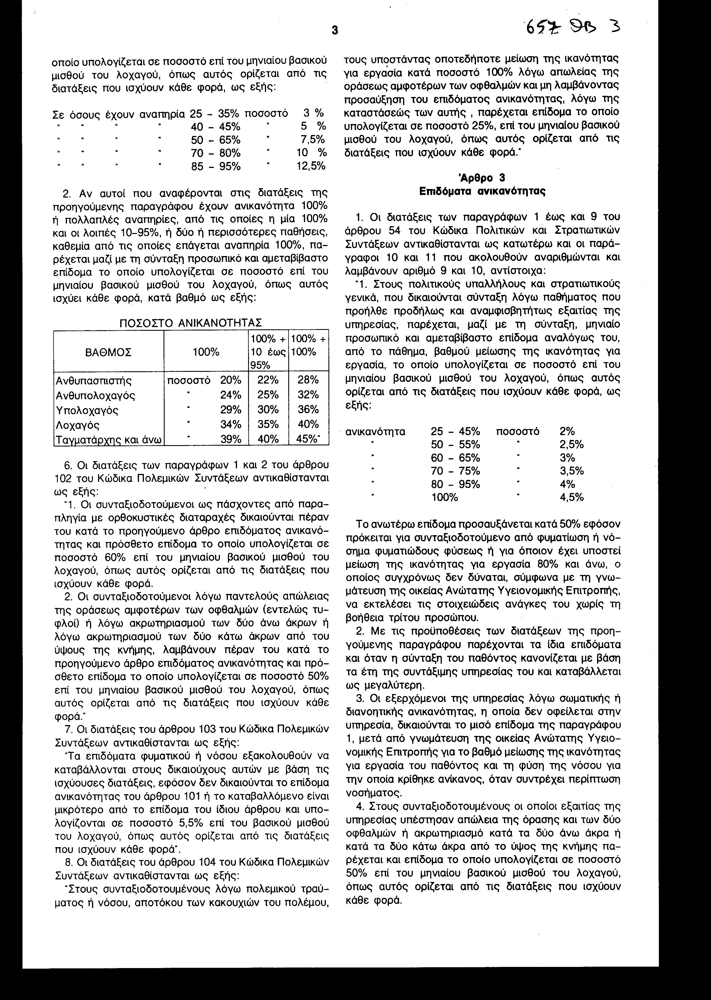 3
657 ΘΒ 3
οποίο υπολογίζεται σε ποσοστό επί του μηνιαίου βασικού
μισθού του λοχαγού, όπως αυτός ορίζεται από τις
διατάξεις που ισχύουν κάθε φορά, ως εξής:
Σε όσους έχουν αναπηρία 25 - 35% ποσοστό 3 %
" " " " 40 - 45% " 5 %
" " " " 50 - 65% " 7,5%
" " " " 70 - 80% " 10 %
" " " " 85 - 95% " 12,5%
2. Αν αυτοί που αναφέρονται στις διατάξεις της
προηγούμενης παραγράφου έχουν ανικανότητα 100%
ή πολλαπλές αναπηρίες, από τις οποίες η μία 100%
και οι λοιπές 10-95%, ή δύο ή περισσότερες παθήσεις,
καθεμία από τις οποίες επάγεται αναπηρία 100%, πα-
ρέχεται μαζί με τη σύνταξη προσωπικό και αμεταβίβαστο
επίδομα το οποίο υπολογίζεται σε ποσοστό επί του
μηνιαίου βασικού μισθού του λοχαγού, όπως αυτός
ισχύει κάθε φορά, κατά βαθμό ως εξής:
ΠΟΣΟΣΤΟ ΑΝΙΚΑΝΟΤΗΤΑΣ
100% + 100% +
ΒΑΘΜΟΣ 100% 10 έως 100%
95%
Ανθυπασπιστής ποσοστό 20% 22% 28%
Ανθυπολοχαγός " 24% 25% 32%
Υπολοχαγός " 29% 30% 36%
Λοχαγός " 34% 35% 40%
Ταγματάρχης και άνω " 39% 40% 45%"
6. Οι διατάξεις των παραγράφων 1 και 2 του άρθρου
102 του Κώδικα Πολεμικών Συντάξεων αντικαθίστανται
ως εξής:
"1. Οι συνταξιοδοτούμενοι ως πάσχοντες από παρα-
πληγία με ορθοκυστικές διαταραχές δικαιούνται πέραν
του κατά το προηγούμενο άρθρο επιδόματος ανικανό-
τητας και πρόσθετο επίδομα το οποίο υπολογίζεται σε
ποσοστό 60% επί του μηνιαίου βασικού μισθού του
λοχαγού, όπως αυτός ορίζεται από τις διατάξεις που
ισχύουν κάθε φορά.
2. Οι συνταξιοδοτούμενοι λόγω παντελούς απώλειας
της οράσεως αμφοτέρων των οφθαλμών (εντελώς τυ-
φλοί) ή λόγω ακρωτηριασμού των δύο άνω άκρων ή
λόγω ακρωτηριασμού των δύο κάτω άκρων από του
ύψους της κνήμης, λαμβάνουν πέραν του κατά το
προηγούμενο άρθρο επιδόματος ανικανότητας και πρό-
σθετο επίδομα το οποίο υπολογίζεται σε ποσοστό 50%
επί του μηνιαίου βασικού μισθού του λοχαγού, όπως
αυτός ορίζεται από τις διατάξεις που ισχύουν κάθε
φορά."
7. Οι διατάξεις του άρθρου 103 του Κώδικα Πολεμικών
Συντάξεων αντικαθίστανται ως εξής:
"Τα επιδόματα φυματικού ή νόσου εξακολουθούν να
καταβάλλονται στους δικαιούχους αυτών με βάση τις
ισχύουσες διατάξεις, εφόσον δεν δικαιούνται το επίδομα
ανικανότητας του άρθρου 101 ή το καταβαλλόμενο είναι
μικρότερο από το επίδομα του ίδιου άρθρου και υπο-
λογίζονται σε ποσοστό 5,5% επί του βασικού μισθού
του λοχαγού, όπως αυτός ορίζεται από τις διατάξεις
που ισχύουν κάθε φορά".
8. Οι διατάξεις του άρθρου 104 του Κώδικα Πολεμικών
Συντάξεων αντικαθίστανται ως εξής:
"Στους συνταξιοδοτουμένους λόγω πολεμικού τραύ-
ματος ή νόσου, αποτόκου των κακουχιών του πολέμου,
τους υποστάντας οποτεδήποτε μείωση της ικανότητας
για εργασία κατά ποσοστό 100% λόγω απωλείας της
οράσεως αμφοτέρων των οφθαλμών και μη λαμβάνοντας
προσαύξηση του επιδόματος ανικανότητας, λόγω της
καταστάσεώς των αυτής , παρέχεται επίδομα το οποίο
υπολογίζεται σε ποσοστό 25%, επί του μηνιαίου βασικού
μισθού του λοχαγού, όπως αυτός ορίζεται από τις
διατάξεις που ισχύουν κάθε φορά."
Άρθρο 3
Επιδόματα ανικανότητας
1. Οι διατάξεις των παραγράφων 1 έως και 9 του
άρθρου 54 του Κώδικα Πολιτικών και Στρατιωτικών
Συντάξεων αντικαθίστανται ως κατωτέρω και οι παρά-
γραφοι 10 και 11 που ακολουθούν αναριθμώνται και
λαμβάνουν αριθμό 9 και 10, αντίστοιχα:
"1. Στους πολιτικούς υπαλλήλους και στρατιωτικούς
γενικά, που δικαιούνται σύνταξη λόγω παθήματος που
προήλθε προδήλως και αναμφισβητήτως εξαιτίας της
υπηρεσίας, παρέχεται, μαζί με τη σύνταξη, μηνιαίο
προσωπικό και αμεταβίβαστο επίδομα αναλόγως του,
από το πάθημα, βαθμού μείωσης της ικανότητας για
εργασία, το οποίο υπολογίζεται σε ποσοστό επί του
μηνιαίου βασικού μισθού του λοχαγού, όπως αυτός
ορίζεται από τις διατάξεις που ισχύουν κάθε φορά, ως
εξής:
ανικανότητα 25 - 45% ποσοστό 2%
" 50 - 55% " 2,5%
" 60 - 65% " 3%
" 70 - 75% " 3,5%
" 80 - 95% " 4%
" 100% " 4,5%
Το ανωτέρω επίδομα προσαυξάνεται κατά 50% εφόσον
πρόκειται για συνταξιοδοτούμενο από φυματίωση ή νό-
σημα φυματιώδους φύσεως ή για όποιον έχει υποστεί
μείωση της ικανότητας για εργασία 80% και άνω, ο
οποίος συγχρόνως δεν δύναται, σύμφωνα με τη γνω-
μάτευση της οικείας Ανώτατης Υγειονομικής Επιτροπής,
να εκτελέσει τις στοιχειώδεις ανάγκες του χωρίς τη
βοήθεια τρίτου προσώπου.
2. Με τις προϋποθέσεις των διατάξεων της προη-
γούμενης παραγράφου παρέχονται τα ίδια επιδόματα
και όταν η σύνταξη του παθόντος κανονίζεται με βάση
τα έτη της συντάξιμης υπηρεσίας του και καταβάλλεται
ως μεγαλύτερη.
3. Οι εξερχόμενοι της υπηρεσίας λόγω σωματικής ή
διανοητικής ανικανότητας, η οποία δεν οφείλεται στην
υπηρεσία, δικαιούνται το μισό επίδομα της παραγράφου
1, μετά από γνωμάτευση της οικείας Ανώτατης Υγειο-
νομικής Επιτροπής για το βαθμό μείωσης της ικανότητας
για εργασία του παθόντος και τη φύση της νόσου για
την οποία κρίθηκε ανίκανος, όταν συντρέχει περίπτωση
νοσήματος.
4. Στους συνταξιοδοτουμένους οι οποίοι εξαιτίας της
υπηρεσίας υπέστησαν απώλεια της όρασης και των δύο
οφθαλμών ή ακρωτηριασμό κατά τα δύο άνω άκρα ή
κατά τα δύο κάτω άκρα από το ύψος της κνήμης πα-
ρέχεται και επίδομα το οποίο υπολογίζεται σε ποσοστό
50% επί του μηνιαίου βασικού μισθού του λοχαγού,
όπως αυτός ορίζεται από τις διατάξεις που ισχύουν
κάθε φορά.